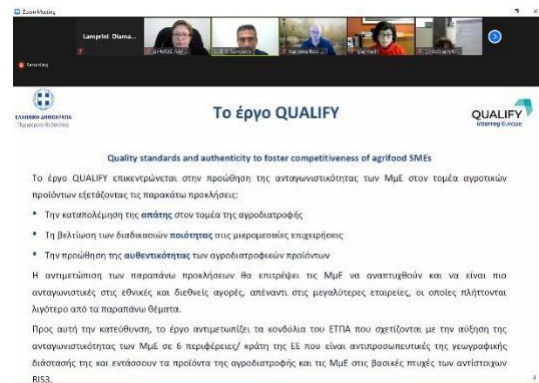 Zoom Meeting
Lamprini Diama...
Recording
ΕΛΛΗΝΙΚΗ ΔΗΜΟΚΡΑΤΙΑ
Περιφέρεια Θεσσαλίας
Το έργο QUALIFY
QUALIFY
Interreg Europe
Quality standards and authenticity to foster competitiveness of agrifood SMEs
Το έργο QUALIFY επικεντρώνεται στην προώθηση της ανταγωνιστικότητας των ΜμΕ στον τομέα αγροτικών
προϊόντων εξετάζοντας τις παρακάτω προκλήσεις:
• Την καταπολέμηση της απάτης στον τομέα της αγροδιατροφής
• Τη βελτίωση των διαδικασιών ποιότητας στις μικρομεσαίες επιχειρήσεις
• Την προώθηση της αυθεντικότητας των αγροδιατροφικών προϊόντων
Η αντιμετώπιση των παραπάνω προκλήσεων θα επιτρέψει τις ΜμΕ να αναπτυχθούν και να είναι πιο
ανταγωνιστικές στις εθνικές και διεθνείς αγορές, απέναντι στις μεγαλύτερες εταιρείες, οι οποίες πλήττονται
λιγότερο από τα παραπάνω θέματα.
Προς αυτή την κατεύθυνση, το έργο αντιμετωπίζει τα κονδύλια του ΕΤΠΑ που σχετίζονται με την αύξηση της
ανταγωνιστικότητας των ΜμΕ σε 6 περιφέρειες/ κράτη της ΕΕ που είναι αντιπροσωπευτικές της γεωγραφικής
διάστασής της και εντάσσουν τα προϊόντα της αγροδιατροφής και τις ΜμΕ στις βασικές πτυχές των αντίστοιχων
RIS3.